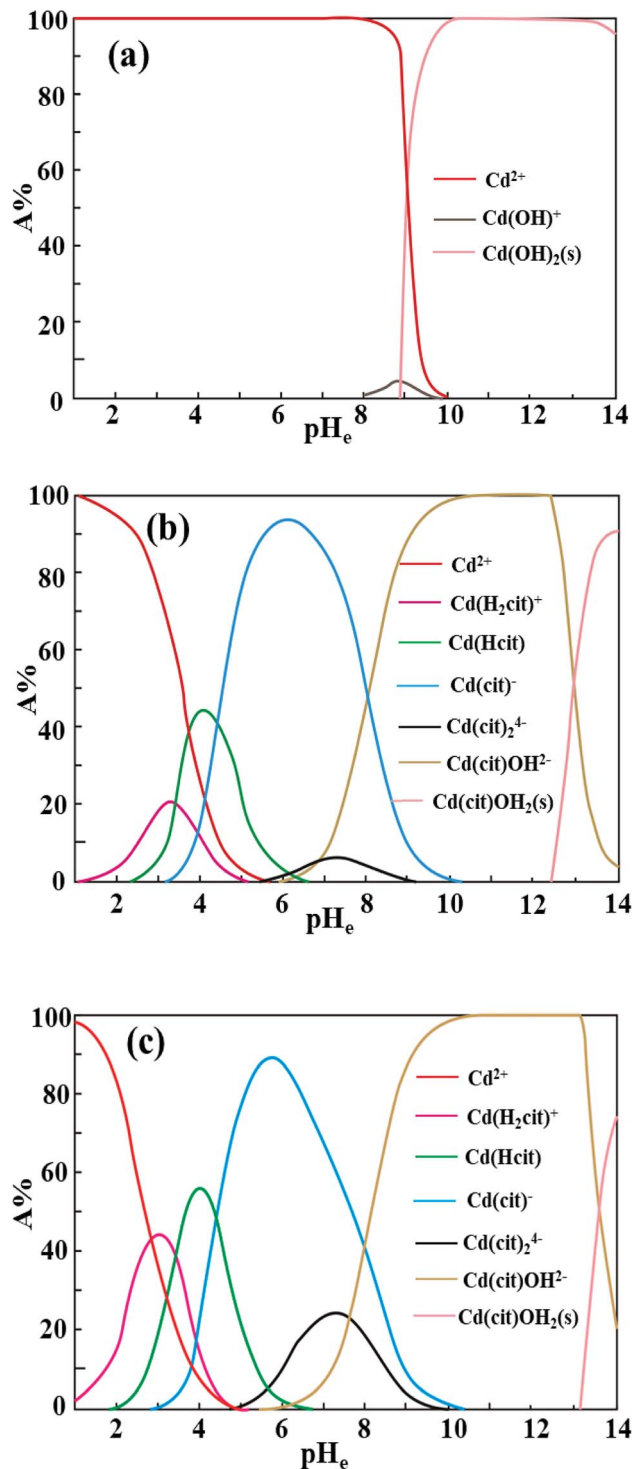 (a)
100
80
60
40
20
0
A%
Cd²⁺
Cd(OH)⁺
Cd(OH)₂(s)
2 4 6 8 10 12 14
pHₑ
(b)
100
80
60
40
20
0
A%
Cd²⁺
Cd(H₂cit)⁺
Cd(Hcit)
Cd(cit)⁻
Cd(cit)₂⁴⁻
Cd(cit)OH²⁻
Cd(cit)OH₂(s)
2 4 6 8 10 12 14
pHₑ
(c)
100
80
60
40
20
0
A%
Cd²⁺
Cd(H₂cit)⁺
Cd(Hcit)
Cd(cit)⁻
Cd(cit)₂⁴⁻
Cd(cit)OH²⁻
Cd(cit)OH₂(s)
2 4 6 8 10 12 14
pHₑ